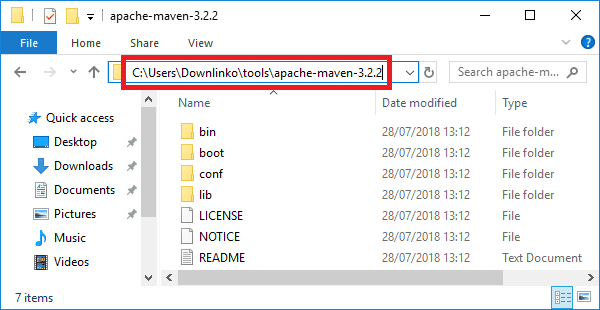 apache-maven-3.2.2
File Home Share View
C:\Users\Downlinko\tools\apache-maven-3.2.2 Search apache-m...
Name Date modified Type
Quick access
Desktop
Downloads
Documents
Pictures
Music
Videos
bin 28/07/2018 13:12 File folder
boot 28/07/2018 13:12 File folder
conf 28/07/2018 13:12 File folder
lib 28/07/2018 13:12 File folder
LICENSE 28/07/2018 13:12 File
NOTICE 28/07/2018 13:12 File
README 28/07/2018 13:12 Text Document
7 items